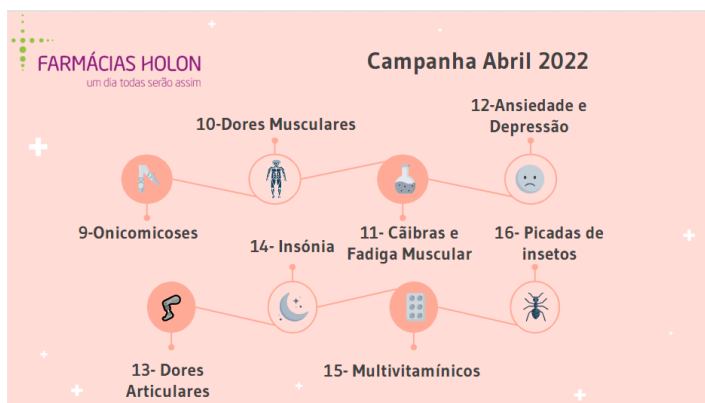 FARMÁCIAS HOLON
um dia todas serão assim
Campanha Abril 2022
10-Dores Musculares
12-Ansiedade e
Depressão
9-Onicomicoses
11- Cãibras e
Fadiga Muscular
14- Insónia
16- Picadas de
insetos
13- Dores
Articulares
15- Multivitamínicos